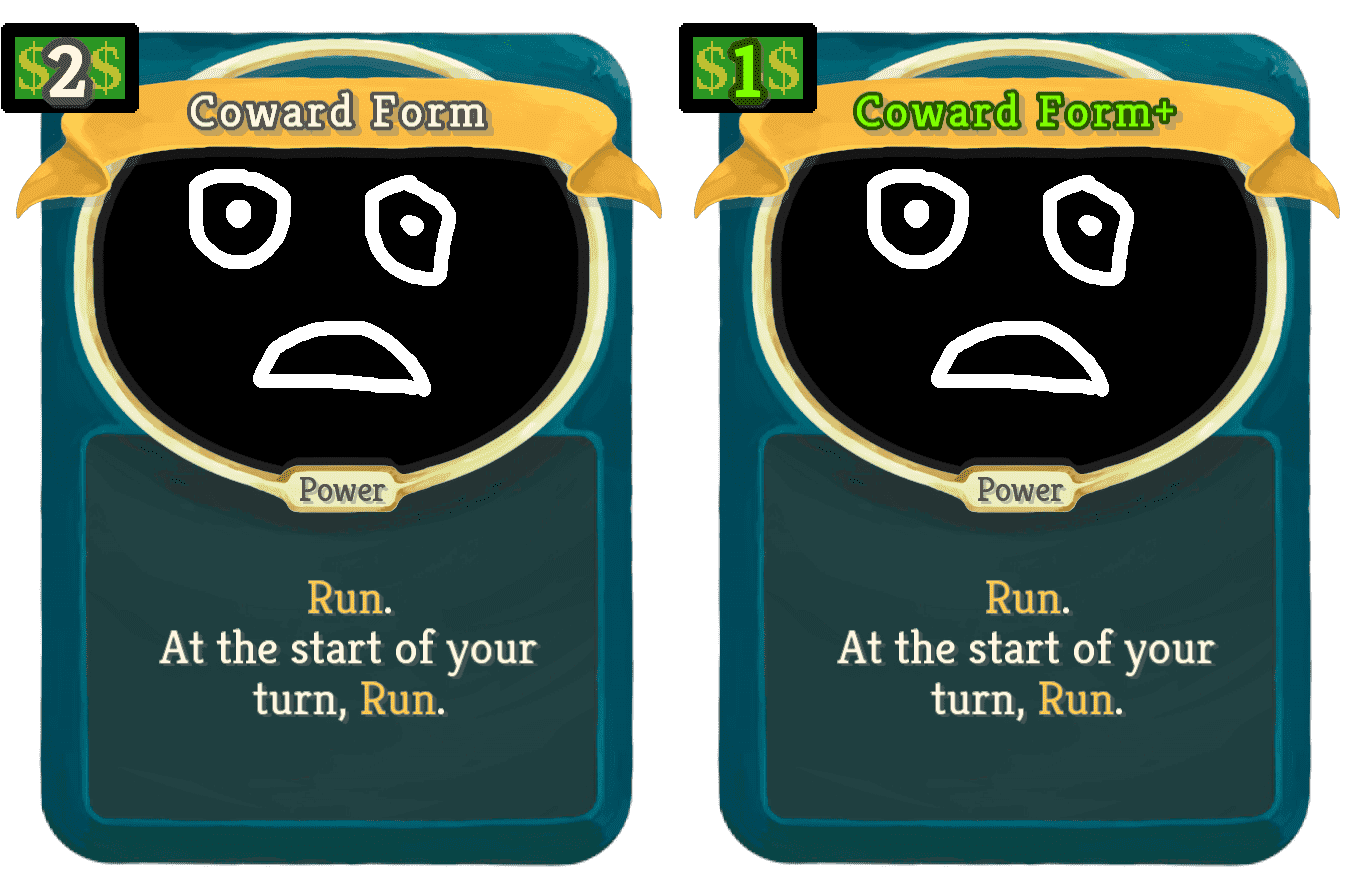 $2$
Coward Form
Power
Run.
At the start of your
turn, Run.
$1$
Coward Form+
Power
Run.
At the start of your
turn, Run.